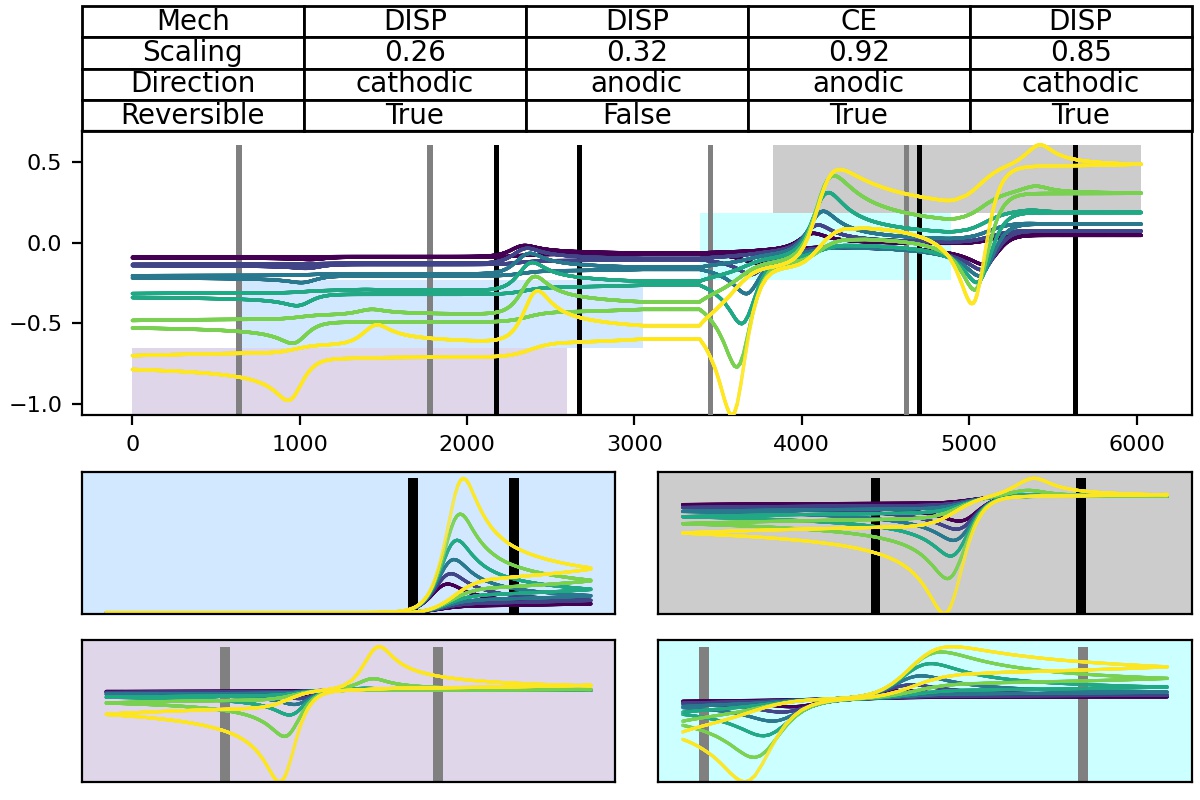 Mech DISP DISP CE DISP
Scaling 0.26 0.32 0.92 0.85
Direction cathodic anodic anodic cathodic
Reversible True False True True
0.5
0.0
−0.5
−1.0
0 1000 2000 3000 4000 5000 6000